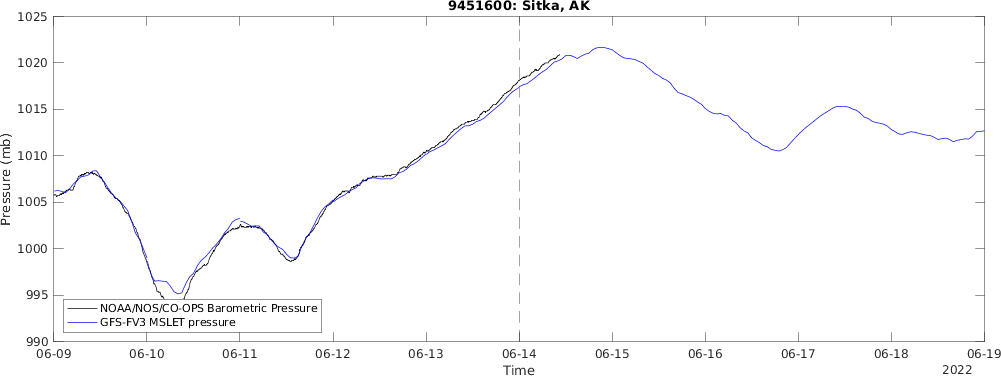 9451600: Sitka, AK
1025
1020
1015
1010
1005
1000
995
990
Pressure (mb)
NOAA/NOS/CO-OPS Barometric Pressure
GFS-FV3 MSLET pressure
06-09 06-10 06-11 06-12 06-13 06-14 06-15 06-16 06-17 06-18 06-19
Time
2022